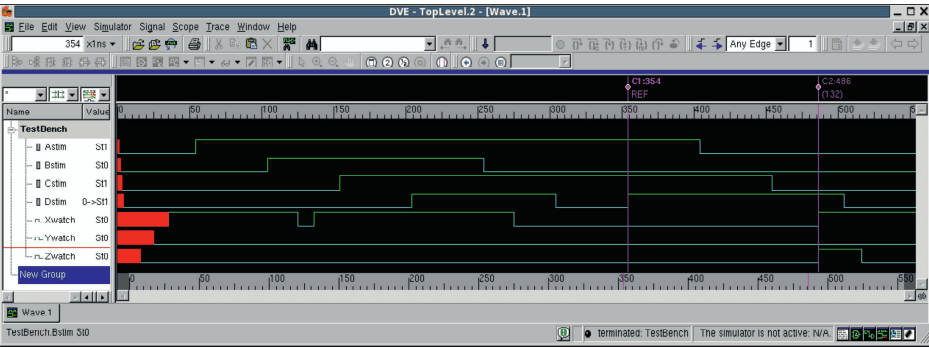 DVE - TopLevel.2 - [Wave.1]
File Edit View Simulator Signal Scope Trace Window Help
354 x1ns Any Edge 1
C1:354 C2:486
REF (132)
Name Value 0 50 100 150 200 250 300 350 400 450 500
TestBench
Astim St1
Bstim St0
Cstim St1
Dstim 0->St1
Xwatch St0
Ywatch St0
Zwatch St0
New Group 0 50 100 150 200 250 300 350 400 450 500 550
Wave.1
TestBench.Bstim St0 terminated: TestBench The simulator is not active: N/A.